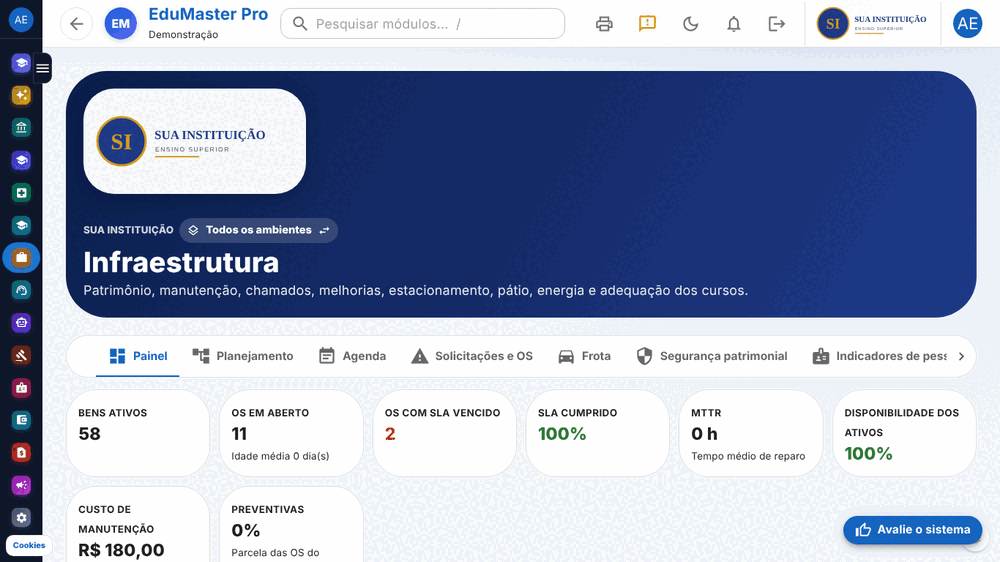 AE
EM
EduMaster Pro
Demonstração
Pesquisar módulos... /
SI
SUA INSTITUIÇÃO
ENSINO SUPERIOR
AE
SI
SUA INSTITUIÇÃO
ENSINO SUPERIOR
SUA INSTITUIÇÃO
Todos os ambientes
Infraestrutura
Patrimônio, manutenção, chamados, melhorias, estacionamento, pátio, energia e adequação dos cursos.
Painel
Planejamento
Agenda
Solicitações e OS
Frota
Segurança patrimonial
Indicadores de pess
BENS ATIVOS
58
OS EM ABERTO
11
Idade média 0 dia(s)
OS COM SLA VENCIDO
2
SLA CUMPRIDO
100%
MTTR
0 h
Tempo médio de reparo
DISPONIBILIDADE DOS
ATIVOS
100%
CUSTO DE
MANUTENÇÃO
R$ 180,00
PREVENTIVAS
0%
Parcela das OS do
Avalie o sistema
Cookies